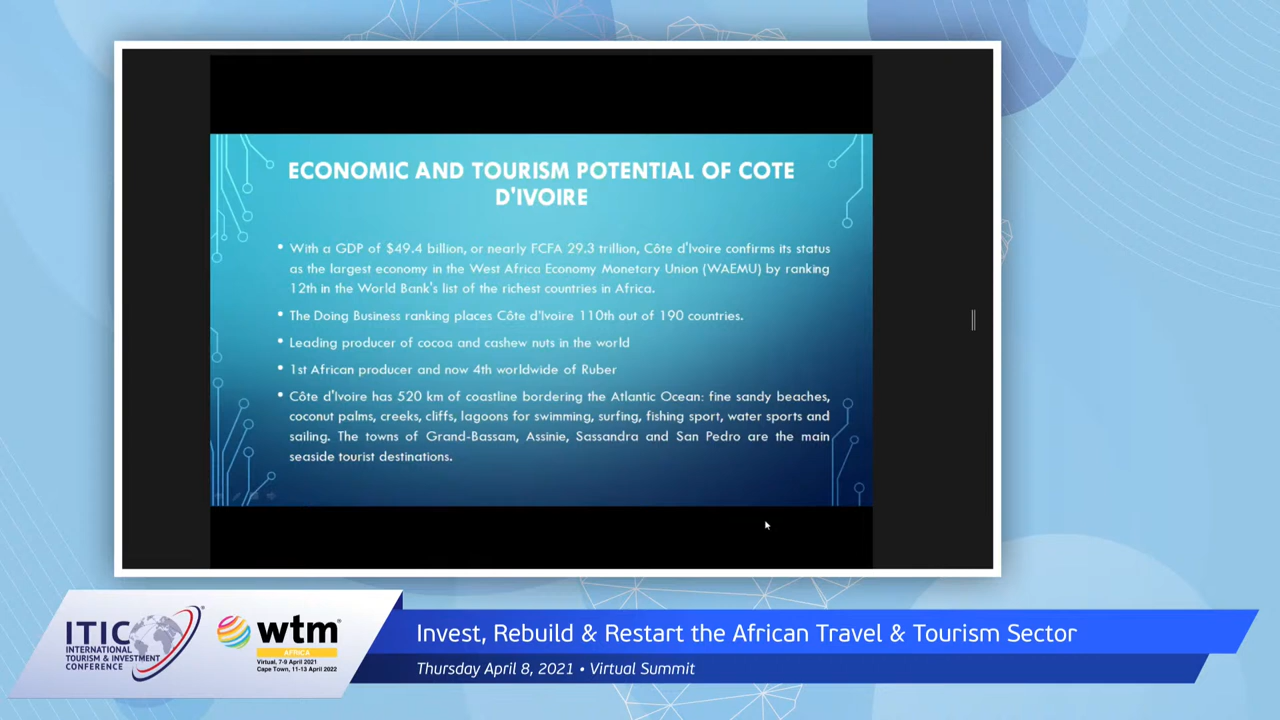 ECONOMIC AND TOURISM POTENTIAL OF COTE
D'IVOIRE
• With a GDP of $49.4 billion, or nearly FCFA 29.3 trillion, Côte d'Ivoire confirms its status
as the largest economy in the West Africa Economy Monetary Union (WAEMU) by ranking
12th in the World Bank's list of the richest countries in Africa.
• The Doing Business ranking places Côte d'Ivoire 110th out of 190 countries.
• Leading producer of cocoa and cashew nuts in the world
• 1st African producer and now 4th worldwide of Ruber
• Côte d'Ivoire has 520 km of coastline bordering the Atlantic Ocean: fine sandy beaches,
coconut palms, creeks, cliffs, lagoons for swimming, surfing, fishing sport, water sports and
sailing. The towns of Grand-Bassam, Assinie, Sassandra and San Pedro are the main
seaside tourist destinations.
ITIC
INTERNATIONAL
TOURISM & INVESTMENT
CONFERENCE
wtm
AFRICA
Virtual, 7-9 April 2021
Cape Town, 11-13 April 2022
Invest, Rebuild & Restart the African Travel & Tourism Sector
Thursday April 8, 2021 • Virtual Summit